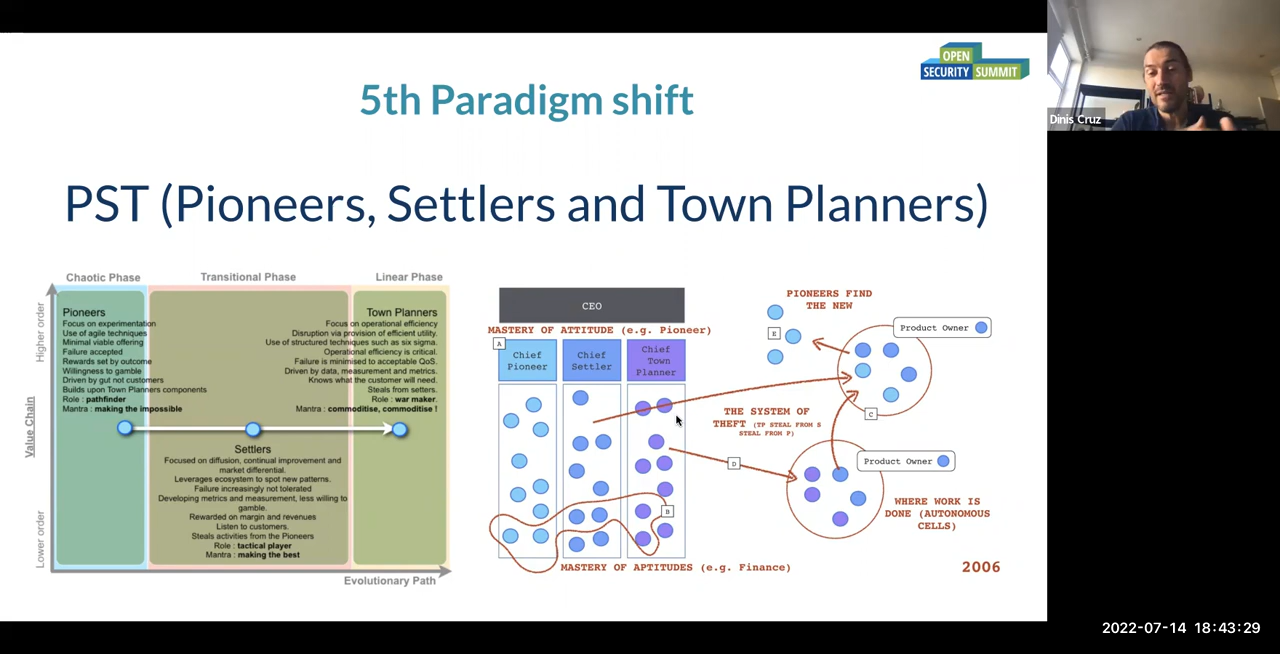 OPEN
SECURITY SUMMIT
Dinis Cruz
5th Paradigm shift
PST (Pioneers, Settlers and Town Planners)
Chaotic Phase
Transitional Phase
Linear Phase
Higher order
Value Chain
Lower order
Pioneers
Focus on experimentation
Use of agile techniques
Minimal viable offering
Failure accepted
Rewards set by outcome
Willingness to gamble
Driven by gut not customers
Builds upon Town Planners components
Role : pathfinder
Mantra : making the impossible
Town Planners
Focus on operational efficiency
Disruption via provision of efficient utility.
Use of structured techniques such as six sigma.
Operational efficiency is critical.
Failure is minimised to acceptable QoS.
Driven by data, measurement and metrics.
Knows what the customer will need.
Steals from setters.
Role: war maker.
Mantra : commoditise, commoditise !
Settlers
Focused on diffusion, continual improvement and
market differential.
Leverages ecosystem to spot new patterns.
Failure increasingly not tolerated
Developing metrics and measurement, less willing to
gamble.
Rewarded on margin and revenues
Listen to customers.
Steals activities from the Pioneers
Role : tactical player
Mantra : making the best
Evolutionary Path
CEO
MASTERY OF ATTITUDE (e.g. Pioneer)
A
Chief
Pioneer
Chief
Settler
Chief
Town
Planner
B
MASTERY OF APTITUDES (e.g. Finance)
PIONEERS FIND
THE NEW
E
Product Owner
C
THE SYSTEM OF
THEFT (TP STEAL FROM S
STEAL FROM P)
D
Product Owner
WHERE WORK IS
DONE (AUTONOMOUS
CELLS)
2006
2022-07-14 18:43:29